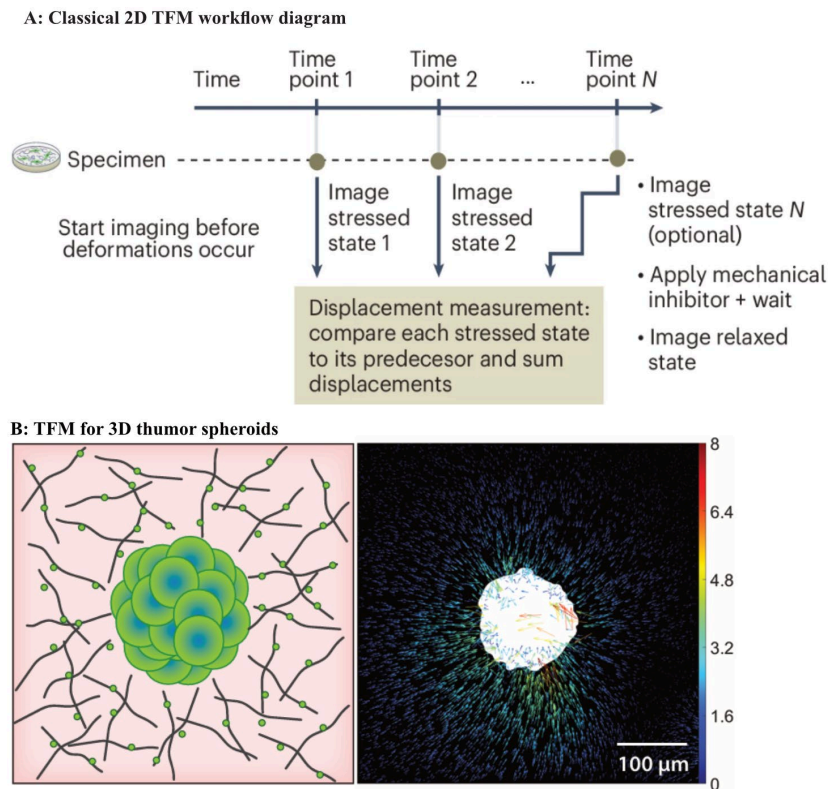 A: Classical 2D TFM workflow diagram
Time
Time
point 1
Time
point 2
...
Time
point N
Specimen
Start imaging before
deformations occur
Image
stressed
state 1
Image
stressed
state 2
• Image
stressed state N
(optional)
• Apply mechanical
inhibitor + wait
• Image relaxed
state
Displacement measurement:
compare each stressed state
to its predecesor and sum
displacements
B: TFM for 3D thumor spheroids
8
6.4
4.8
3.2
1.6
0
100 µm